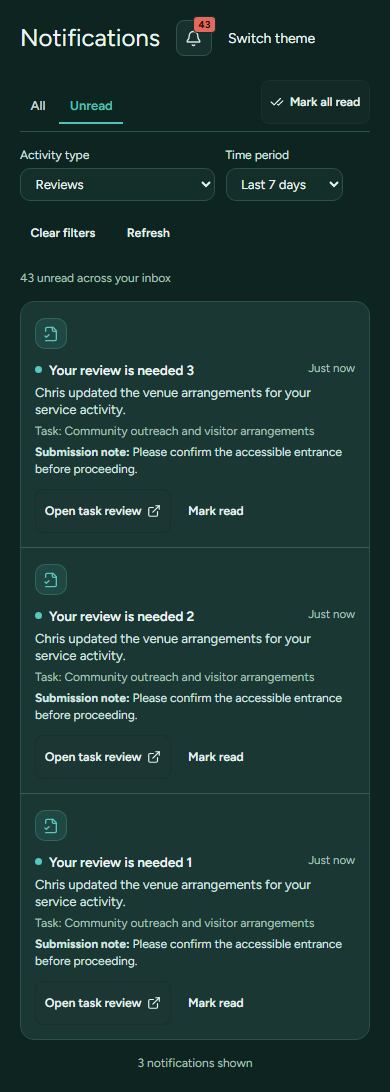 Notifications
43
Switch theme
All
Unread
Mark all read
Activity type
Time period
Reviews
Last 7 days
Clear filters
Refresh
43 unread across your inbox
Your review is needed 3
Just now
Chris updated the venue arrangements for your
service activity.
Task: Community outreach and visitor arrangements
Submission note: Please confirm the accessible entrance
before proceeding.
Open task review
Mark read
Your review is needed 2
Just now
Chris updated the venue arrangements for your
service activity.
Task: Community outreach and visitor arrangements
Submission note: Please confirm the accessible entrance
before proceeding.
Open task review
Mark read
Your review is needed 1
Just now
Chris updated the venue arrangements for your
service activity.
Task: Community outreach and visitor arrangements
Submission note: Please confirm the accessible entrance
before proceeding.
Open task review
Mark read
3 notifications shown